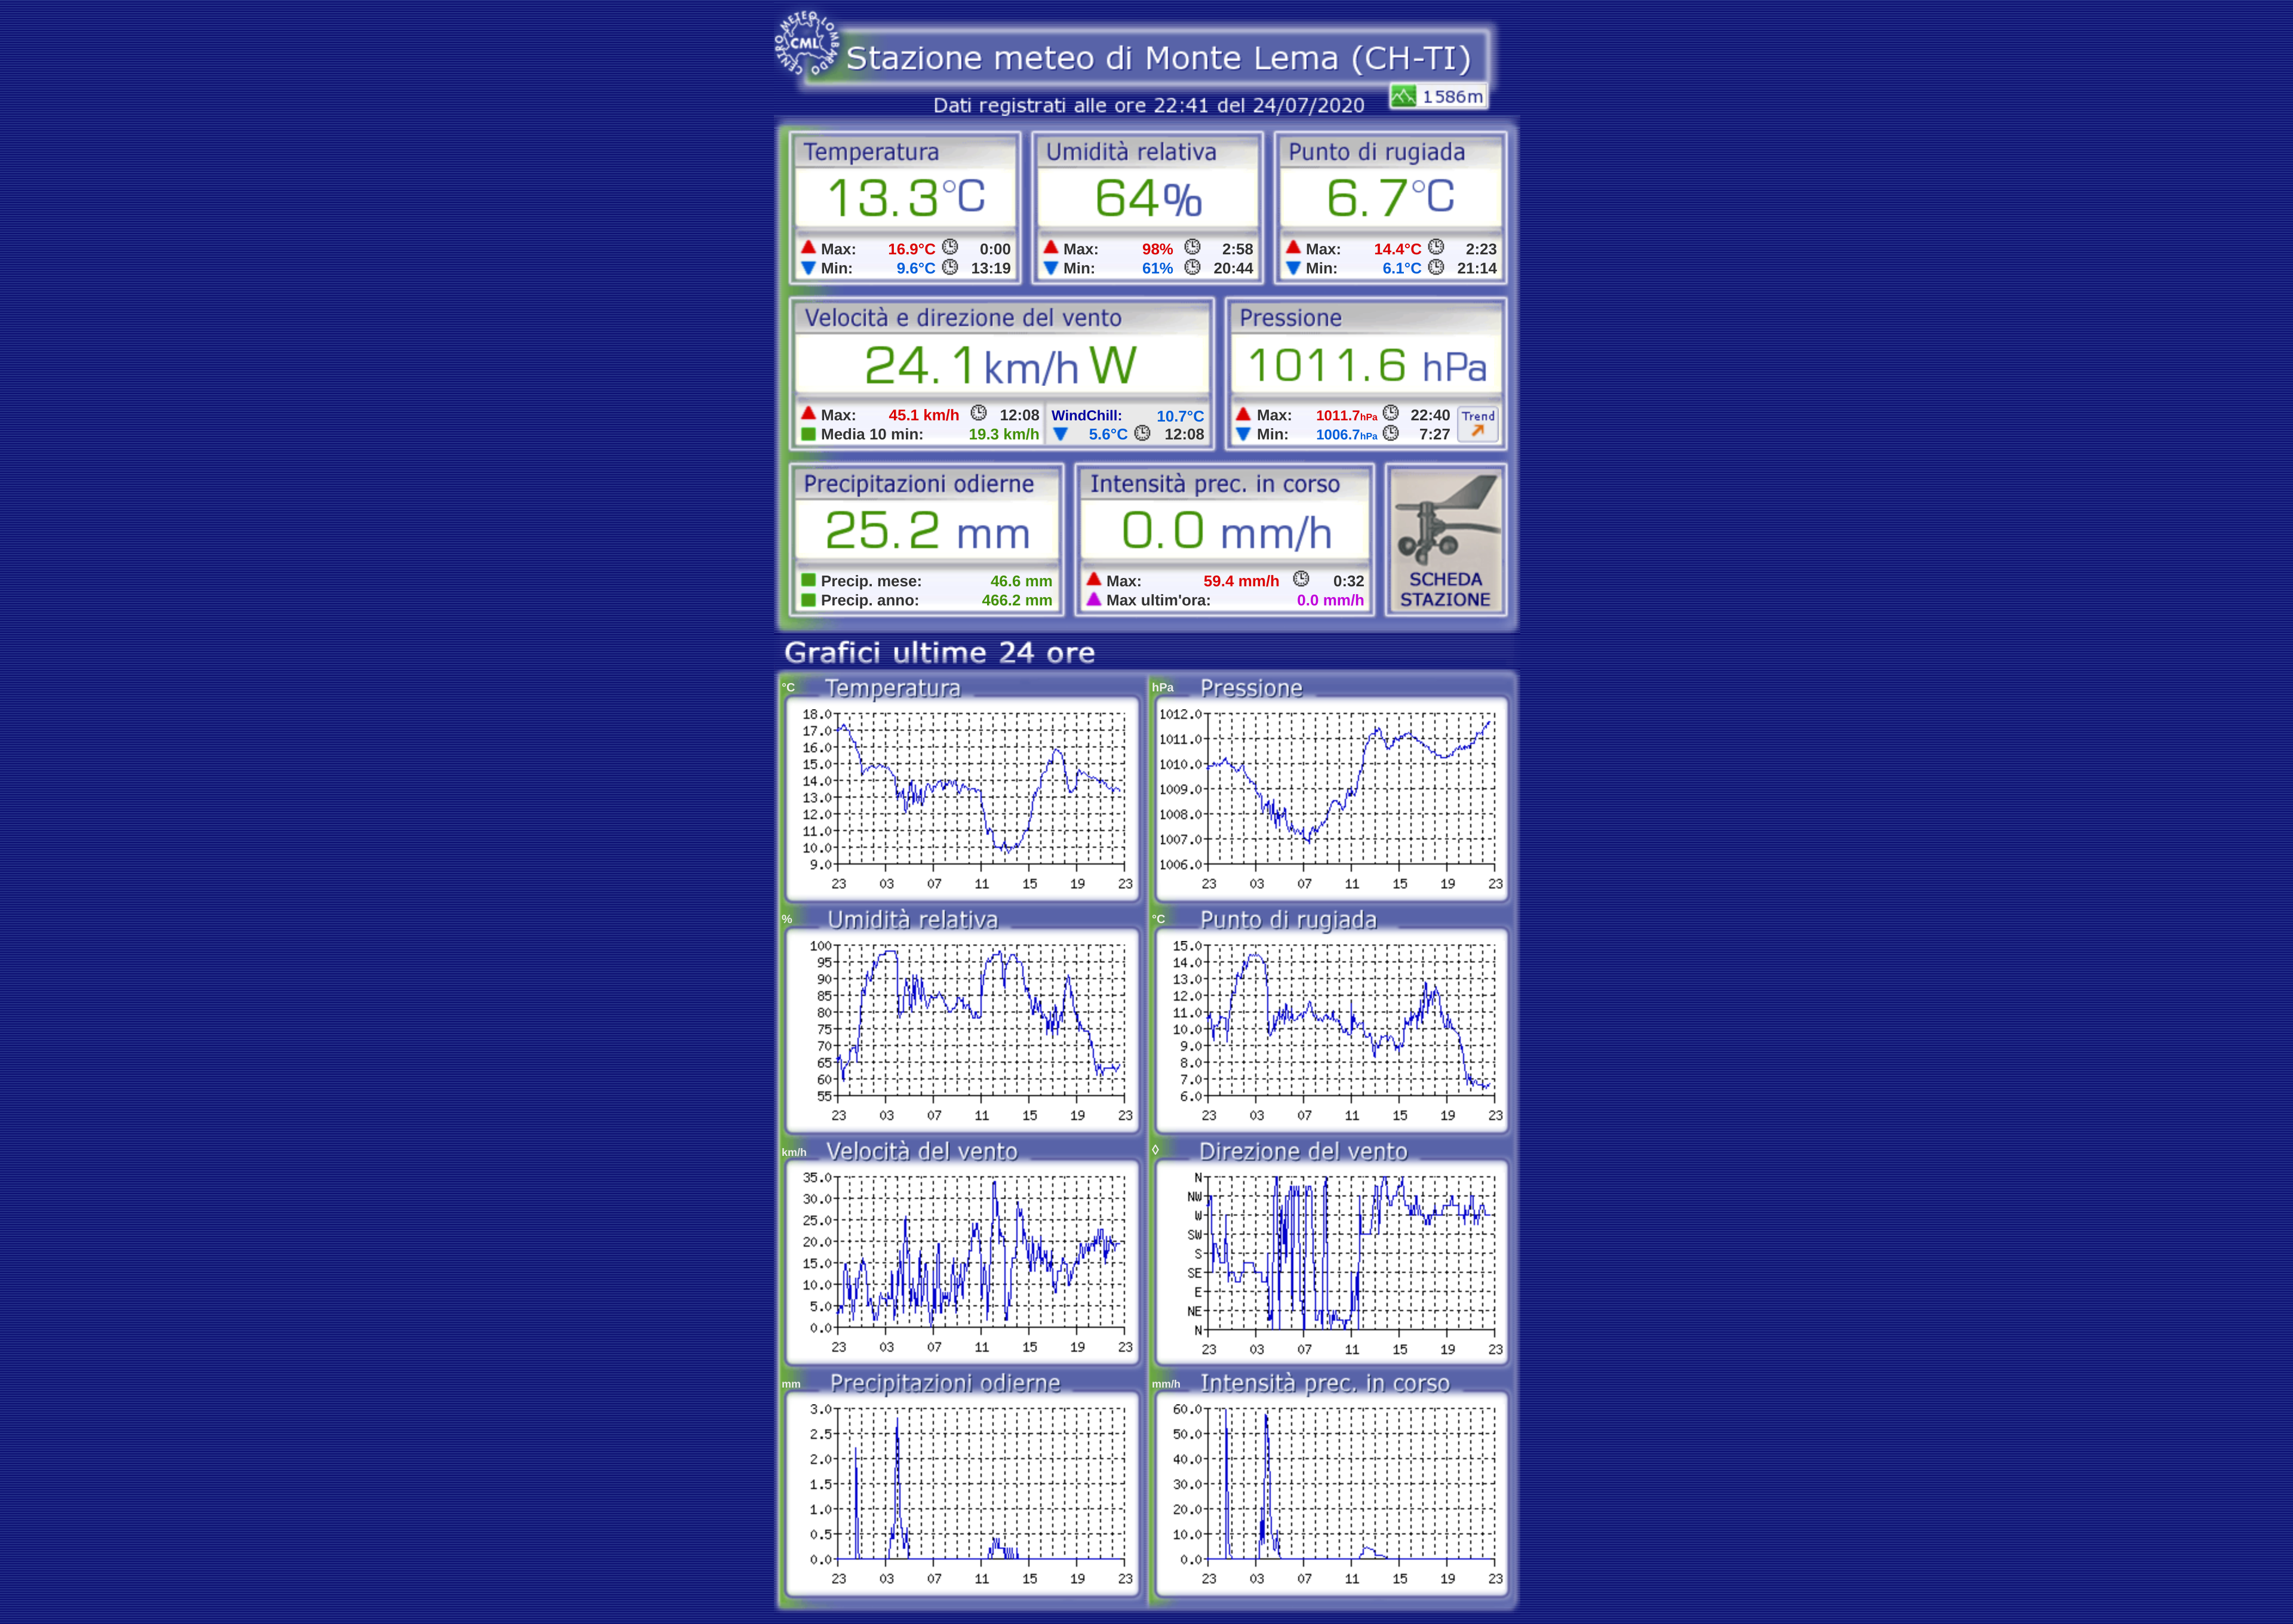 CENTRO METEO LOMBARDO
CML
Stazione meteo di Monte Lema (CH-TI)
Dati registrati alle ore 22:41 del 24/07/2020
1586m
Temperatura
13.3°C
Max: 16.9°C 0:00
Min: 9.6°C 13:19
Umidità relativa
64%
Max: 98% 2:58
Min: 61% 20:44
Punto di rugiada
6.7°C
Max: 14.4°C 2:23
Min: 6.1°C 21:14
Velocità e direzione del vento
24.1 km/h W
Max: 45.1 km/h 12:08
Media 10 min: 19.3 km/h
WindChill: 10.7°C
5.6°C 12:08
Pressione
1011.6 hPa
Max: 1011.7hPa 22:40
Min: 1006.7hPa 7:27
Trend
Precipitazioni odierne
25.2 mm
Precip. mese: 46.6 mm
Precip. anno: 466.2 mm
Intensità prec. in corso
0.0 mm/h
Max: 59.4 mm/h 0:32
Max ultim'ora: 0.0 mm/h
SCHEDA
STAZIONE
Grafici ultime 24 ore
°C Temperatura
18.0
17.0
16.0
15.0
14.0
13.0
12.0
11.0
10.0
9.0
23 03 07 11 15 19 23
hPa Pressione
1012.0
1011.0
1010.0
1009.0
1008.0
1007.0
1006.0
23 03 07 11 15 19 23
% Umidità relativa
100
95
90
85
80
75
70
65
60
55
23 03 07 11 15 19 23
°C Punto di rugiada
15.0
14.0
13.0
12.0
11.0
10.0
9.0
8.0
7.0
6.0
23 03 07 11 15 19 23
km/h Velocità del vento
35.0
30.0
25.0
20.0
15.0
10.0
5.0
0.0
23 03 07 11 15 19 23
◊ Direzione del vento
N
NW
W
SW
S
SE
E
NE
N
23 03 07 11 15 19 23
mm Precipitazioni odierne
3.0
2.5
2.0
1.5
1.0
0.5
0.0
23 03 07 11 15 19 23
mm/h Intensità prec. in corso
60.0
50.0
40.0
30.0
20.0
10.0
0.0
23 03 07 11 15 19 23